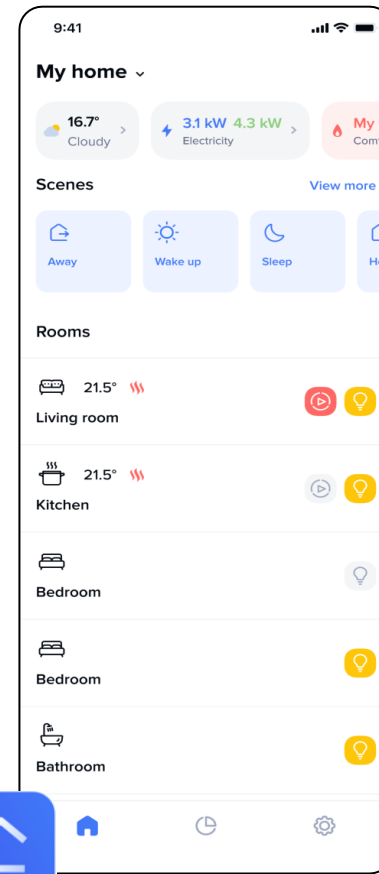 9:41
My home
16.7°
Cloudy
3.1 kW 4.3 kW
Electricity
My
Scenes
View more
Away
Wake up
Sleep
Rooms
21.5°
Living room
21.5°
Kitchen
Bedroom
Bedroom
Bathroom